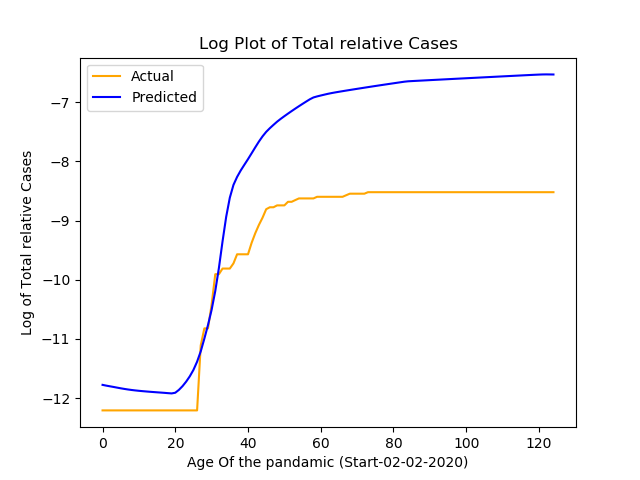 Log Plot of Total relative Cases
Actual
Predicted
Log of Total relative Cases
−7
−8
−9
−10
−11
−12
0 20 40 60 80 100 120
Age Of the pandamic (Start-02-02-2020)